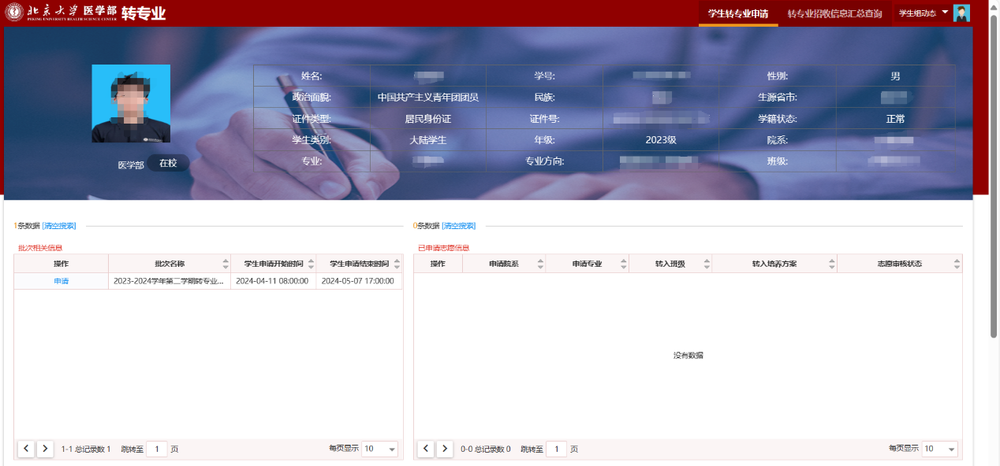 北京大学 医学部 转专业 学生转专业申请 转专业招收信息汇总查询 学生组动态
PEKING UNIVERSITY HEALTH SCIENCE CENTER
姓名: 学号: 性别: 男
政治面貌: 中国共产主义青年团团员 民族: 生源省市:
证件类型: 居民身份证 证件号: 学籍状态: 正常
学生类别: 大陆学生 年级: 2023级 院系:
专业: 专业方向: 班级:
医学部 在校
1条数据 [清空搜索] 0条数据 [清空搜索]
批次相关信息 已申请志愿信息
操作 批次名称 学生申请开始时间 学生申请结束时间 操作 申请院系 申请专业 转入班级 转入培养方案 志愿审核状态
申请 2023-2024学年第二学期转专业... 2024-04-11 08:00:00 2024-05-07 17:00:00
没有数据
1-1 总记录数 1 跳转至 1 页 每页显示 10 0-0 总记录数 0 跳转至 1 页 每页显示 10